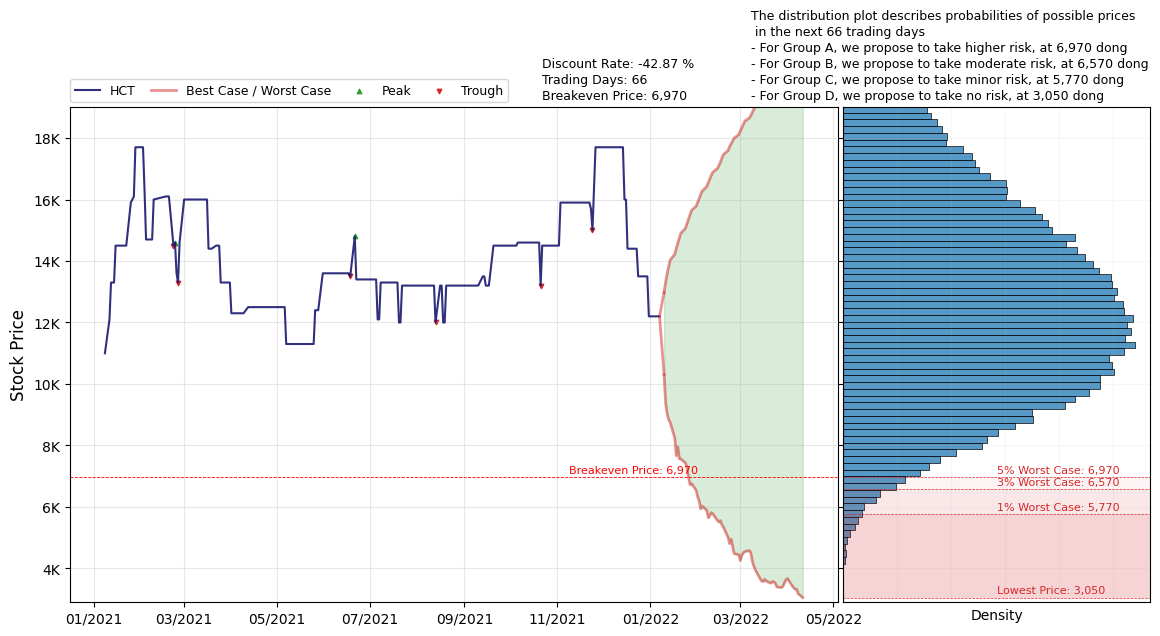 The distribution plot describes probabilities of possible prices
in the next 66 trading days
- For Group A, we propose to take higher risk, at 6,970 dong
- For Group B, we propose to take moderate risk, at 6,570 dong
- For Group C, we propose to take minor risk, at 5,770 dong
- For Group D, we propose to take no risk, at 3,050 dong
Discount Rate: -42.87 %
Trading Days: 66
Breakeven Price: 6,970
HCT
Best Case / Worst Case
Peak
Trough
Stock Price
18K
16K
14K
12K
10K
8K
6K
4K
Breakeven Price: 6,970
01/2021
03/2021
05/2021
07/2021
09/2021
11/2021
01/2022
03/2022
05/2022
5% Worst Case: 6,970
3% Worst Case: 6,570
1% Worst Case: 5,770
Lowest Price: 3,050
Density